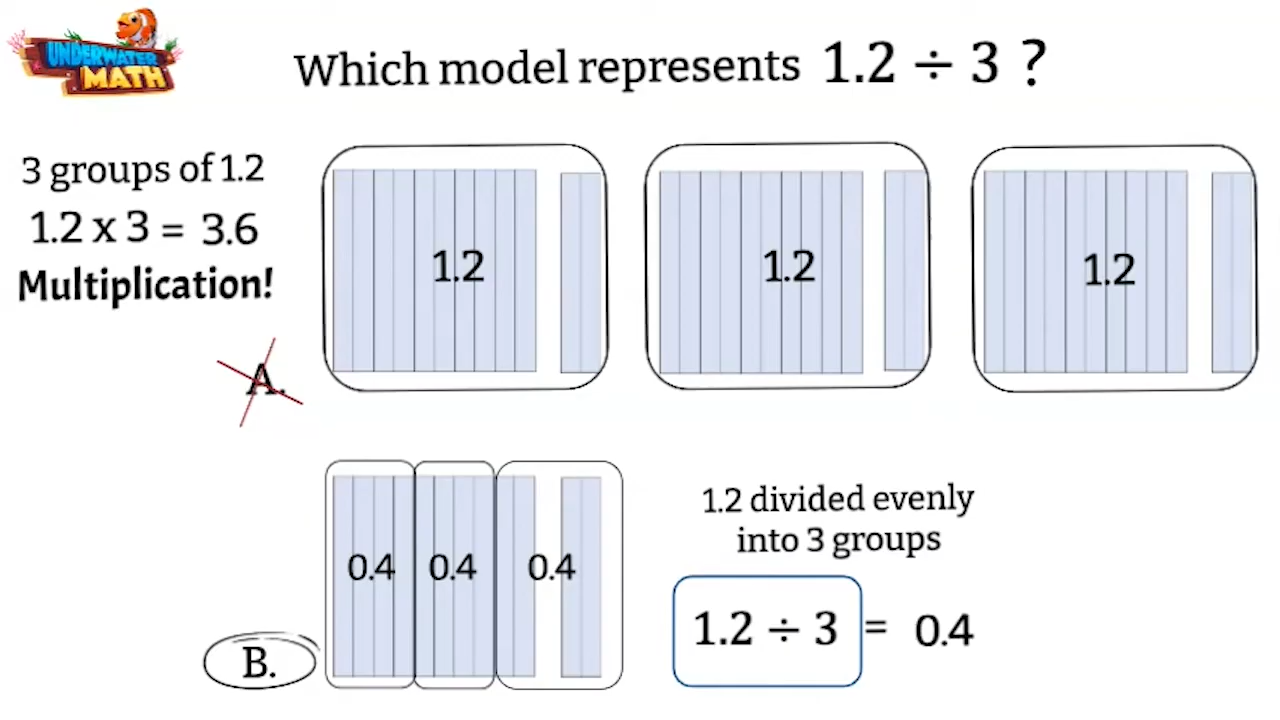 UNDERWATER
MATH
Which model represents 1.2 ÷ 3 ?
3 groups of 1.2
1.2 x 3 = 3.6
Multiplication!
1.2
1.2
1.2
A.
0.4
0.4
0.4
1.2 divided evenly
into 3 groups
1.2 ÷ 3 = 0.4
B.